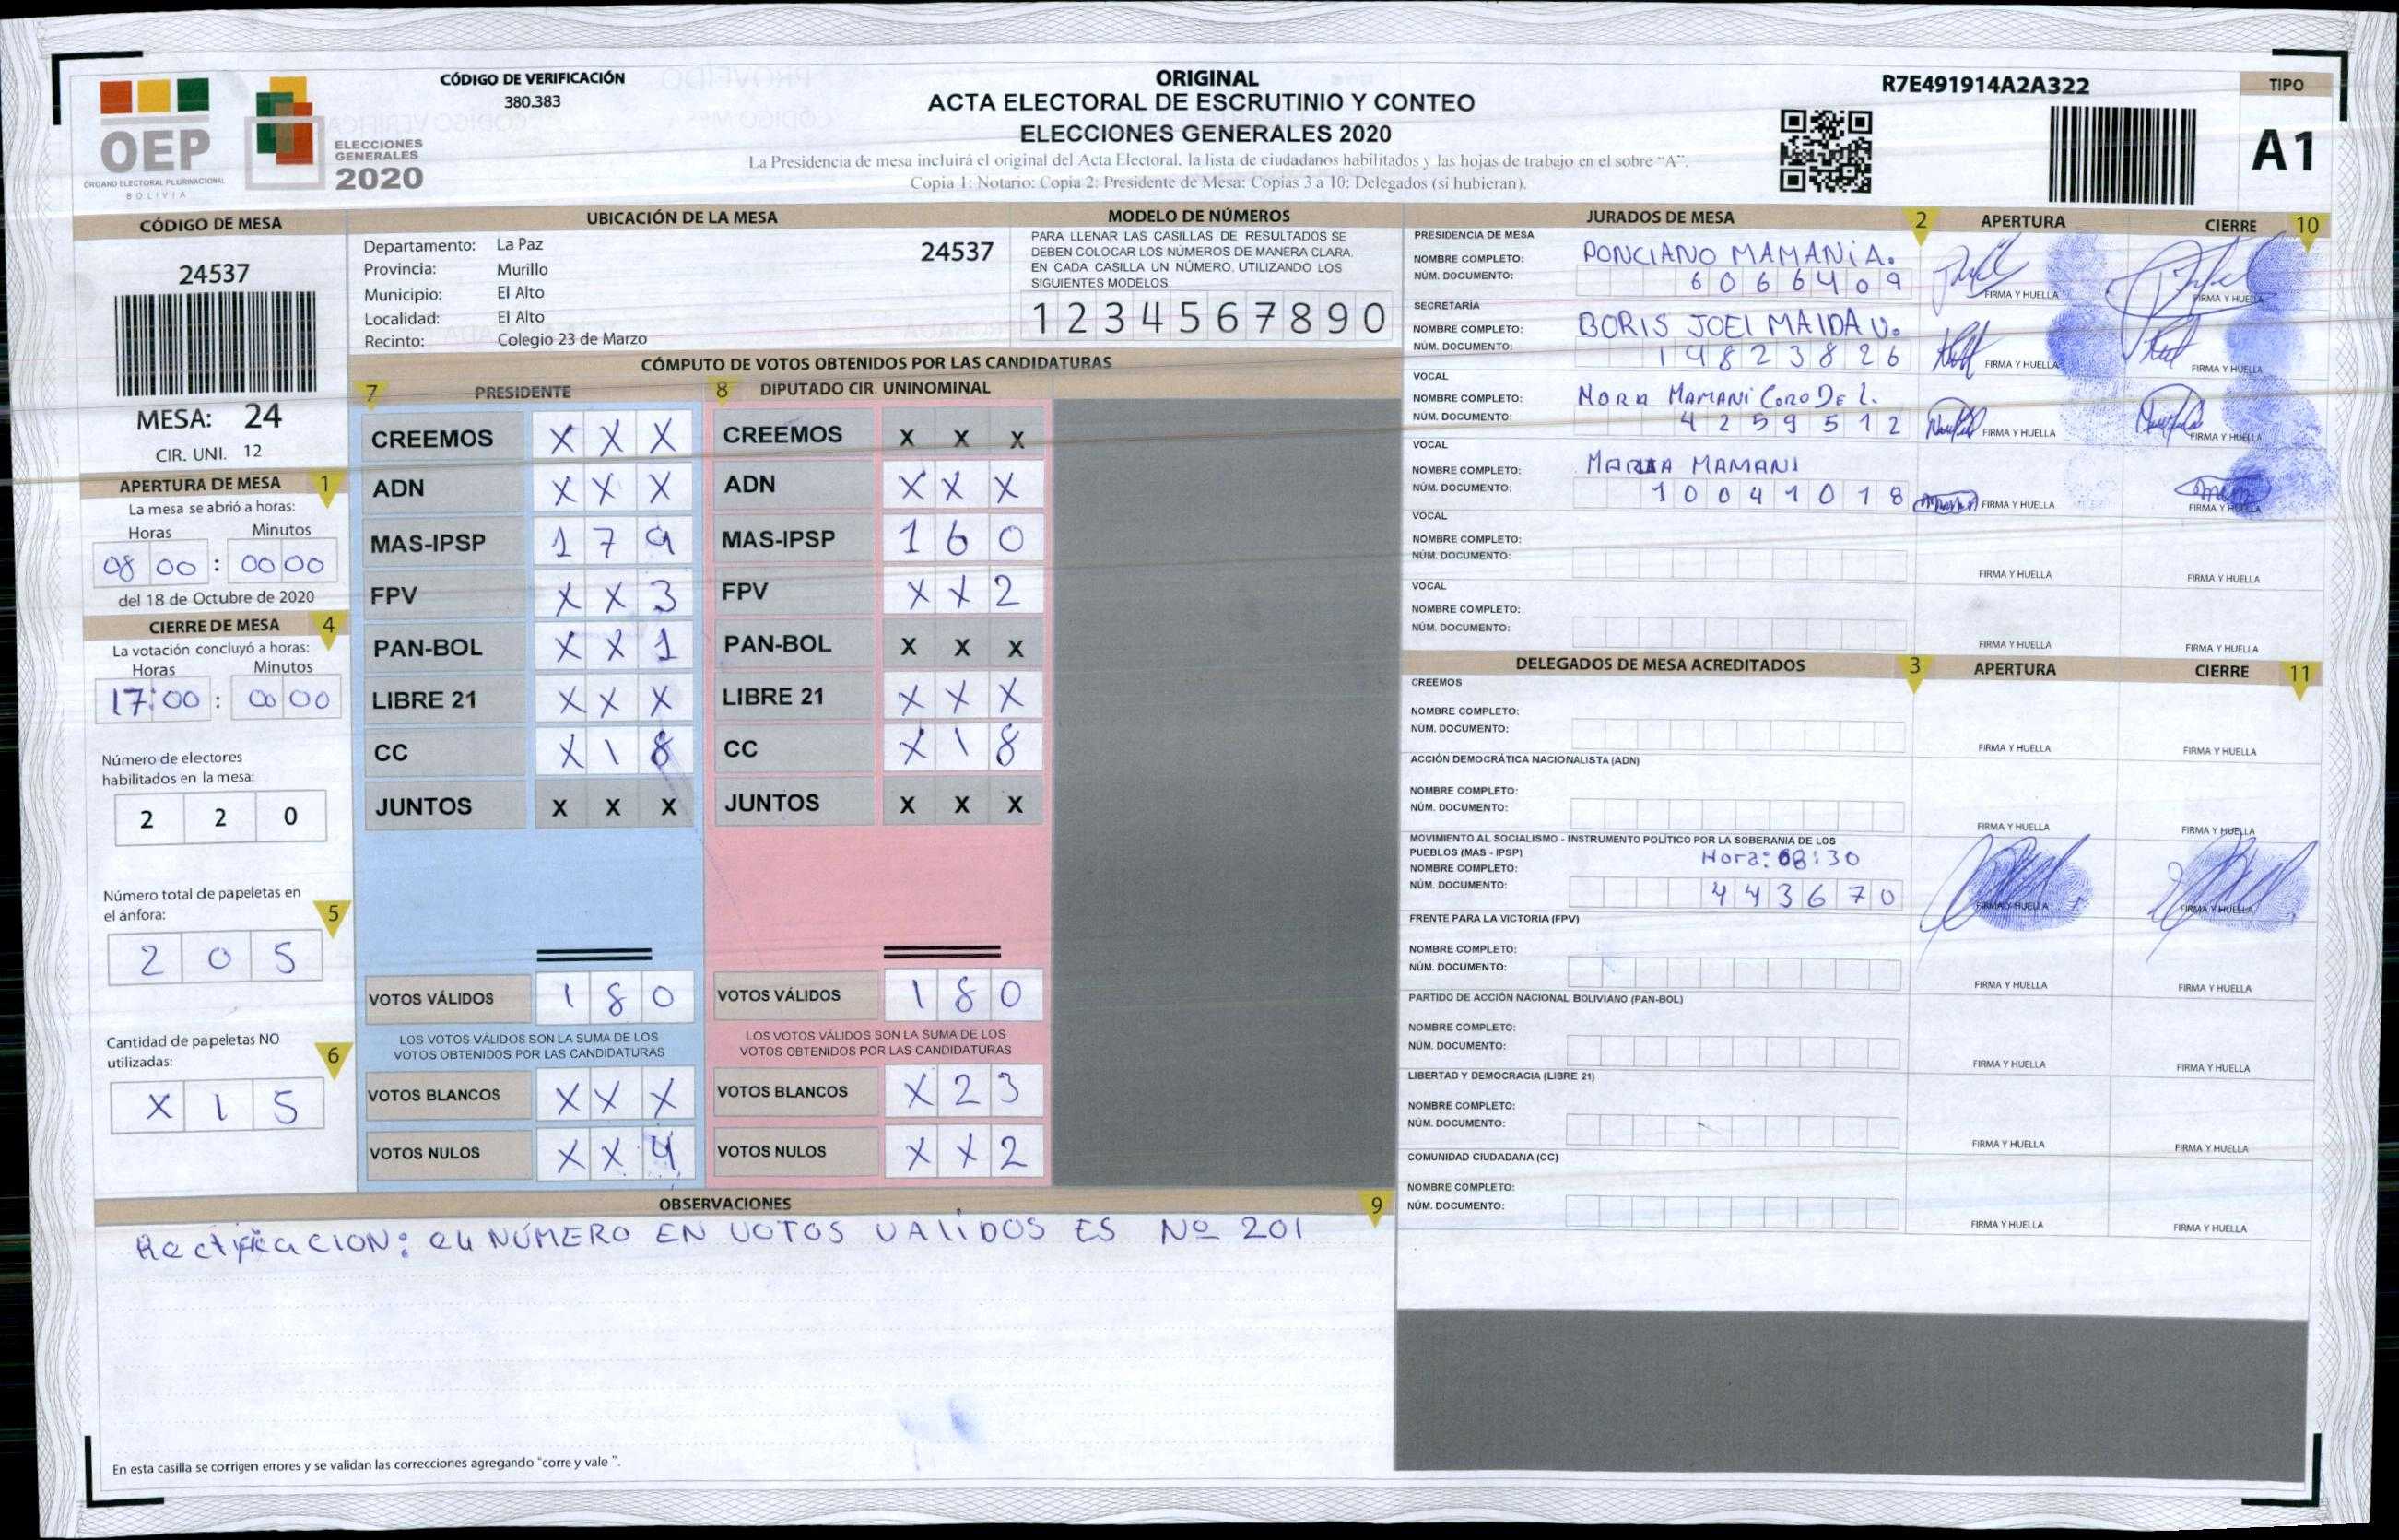 OEP
ÓRGANO ELECTORAL PLURINACIONAL
BOLIVIA
ELECCIONES
GENERALES
2020
CÓDIGO DE VERIFICACIÓN
380.383
ORIGINAL
ACTA ELECTORAL DE ESCRUTINIO Y CONTEO
ELECCIONES GENERALES 2020
La Presidencia de mesa incluirá el original del Acta Electoral, la lista de ciudadanos habilitados y las hojas de trabajo en el sobre "A".
Copia 1: Notario: Copia 2: Presidente de Mesa: Copias 3 a 10: Delegados (si hubieran).
R7E491914A2A322
TIPO
A1
CÓDIGO DE MESA
24537
MESA: 24
CIR. UNI. 12
UBICACIÓN DE LA MESA
Departamento: La Paz
24537
Provincia: Murillo
Municipio: El Alto
Localidad: El Alto
Recinto: Colegio 23 de Marzo
MODELO DE NÚMEROS
PARA LLENAR LAS CASILLAS DE RESULTADOS SE
DEBEN COLOCAR LOS NÚMEROS DE MANERA CLARA.
EN CADA CASILLA UN NÚMERO, UTILIZANDO LOS
SIGUIENTES MODELOS:
1 2 3 4 5 6 7 8 9 0
APERTURA DE MESA 1
La mesa se abrió a horas:
Horas Minutos
08 00 : 00 00
del 18 de Octubre de 2020
CIERRE DE MESA 4
La votación concluyó a horas:
Horas Minutos
17:00 : 00 00
Número de electores
habilitados en la mesa:
2 2 0
Número total de papeletas en
el ánfora: 5
2 0 5
Cantidad de papeletas NO
utilizadas: 6
X 1 5
CÓMPUTO DE VOTOS OBTENIDOS POR LAS CANDIDATURAS
7 PRESIDENTE
CREEMOS X X X
ADN X X X
MAS-IPSP 1 7 9
FPV X X 3
PAN-BOL X X 1
LIBRE 21 X X X
CC X 1 8
JUNTOS X X X
VOTOS VÁLIDOS 1 8 0
LOS VOTOS VÁLIDOS SON LA SUMA DE LOS
VOTOS OBTENIDOS POR LAS CANDIDATURAS
VOTOS BLANCOS X X X
VOTOS NULOS X X 4
8 DIPUTADO CIR. UNINOMINAL
CREEMOS X X X
ADN X X X
MAS-IPSP 1 6 0
FPV X X 2
PAN-BOL X X X
LIBRE 21 X X X
CC X 1 8
JUNTOS X X X
VOTOS VÁLIDOS 1 8 0
LOS VOTOS VÁLIDOS SON LA SUMA DE LOS
VOTOS OBTENIDOS POR LAS CANDIDATURAS
VOTOS BLANCOS X 2 3
VOTOS NULOS X X 2
OBSERVACIONES 9
Rectificacion: el NÚMERO EN VOTOS VALIDOS ES Nº 201
En esta casilla se corrigen errores y se validan las correcciones agregando "corre y vale ".
JURADOS DE MESA 2 APERTURA CIERRE 10
PRESIDENCIA DE MESA
NOMBRE COMPLETO: PONCIANO MAMANI A.
NÚM. DOCUMENTO: 6 0 6 6 4 0 9
FIRMA Y HUELLA FIRMA Y HUELLA
SECRETARÍA
NOMBRE COMPLETO: BORIS JOEl MAIDA V.
NÚM. DOCUMENTO: 1 4 8 2 3 8 2 6
FIRMA Y HUELLA FIRMA Y HUELLA
VOCAL
NOMBRE COMPLETO: NORA MAMANI CORO DE L.
NÚM. DOCUMENTO: 4 2 5 9 5 1 2
FIRMA Y HUELLA FIRMA Y HUELLA
VOCAL
NOMBRE COMPLETO: MARIA MAMANI
NÚM. DOCUMENTO: 1 0 0 4 1 0 1 8
FIRMA Y HUELLA FIRMA Y HUELLA
VOCAL
NOMBRE COMPLETO:
NÚM. DOCUMENTO:
FIRMA Y HUELLA FIRMA Y HUELLA
VOCAL
NOMBRE COMPLETO:
NÚM. DOCUMENTO:
FIRMA Y HUELLA FIRMA Y HUELLA
DELEGADOS DE MESA ACREDITADOS 3 APERTURA CIERRE 11
CREEMOS
NOMBRE COMPLETO:
NÚM. DOCUMENTO:
FIRMA Y HUELLA FIRMA Y HUELLA
ACCIÓN DEMOCRÁTICA NACIONALISTA (ADN)
NOMBRE COMPLETO:
NÚM. DOCUMENTO:
FIRMA Y HUELLA FIRMA Y HUELLA
MOVIMIENTO AL SOCIALISMO - INSTRUMENTO POLÍTICO POR LA SOBERANIA DE LOS
PUEBLOS (MAS - IPSP) Hora: 08:30
NOMBRE COMPLETO:
NÚM. DOCUMENTO: 4 4 3 6 7 0
FIRMA Y HUELLA FIRMA Y HUELLA
FRENTE PARA LA VICTORIA (FPV)
NOMBRE COMPLETO:
NÚM. DOCUMENTO:
FIRMA Y HUELLA FIRMA Y HUELLA
PARTIDO DE ACCIÓN NACIONAL BOLIVIANO (PAN-BOL)
NOMBRE COMPLETO:
NÚM. DOCUMENTO:
FIRMA Y HUELLA FIRMA Y HUELLA
LIBERTAD Y DEMOCRACIA (LIBRE 21)
NOMBRE COMPLETO:
NÚM. DOCUMENTO:
FIRMA Y HUELLA FIRMA Y HUELLA
COMUNIDAD CIUDADANA (CC)
NOMBRE COMPLETO:
NÚM. DOCUMENTO:
FIRMA Y HUELLA FIRMA Y HUELLA